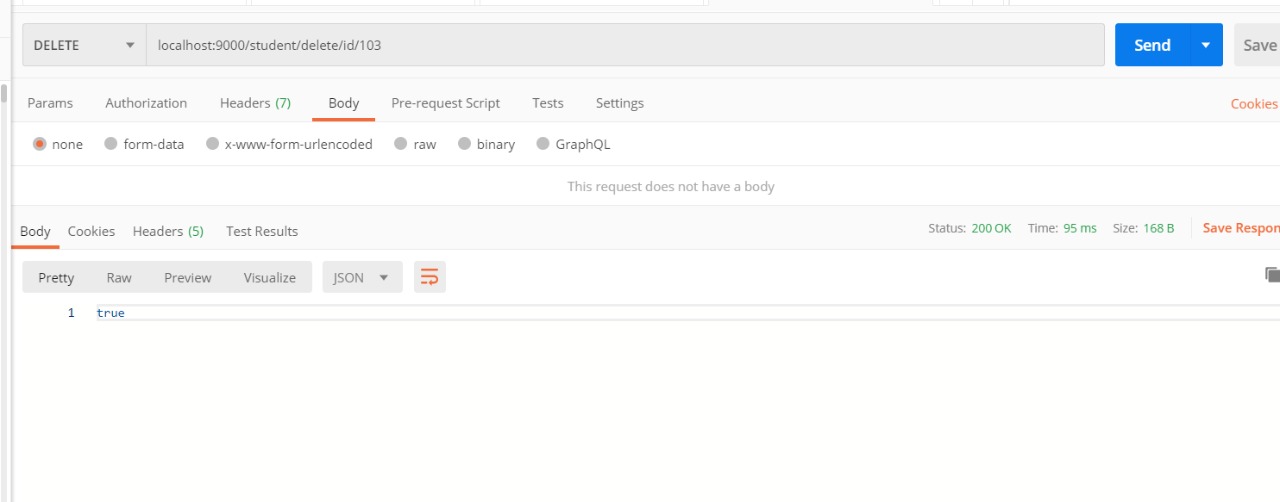 DELETE localhost:9000/student/delete/id/103 Send Save
Params Authorization Headers (7) Body Pre-request Script Tests Settings Cookies
none form-data x-www-form-urlencoded raw binary GraphQL
This request does not have a body
Body Cookies Headers (5) Test Results Status: 200 OK Time: 95 ms Size: 168 B Save Respon
Pretty Raw Preview Visualize JSON
1 true